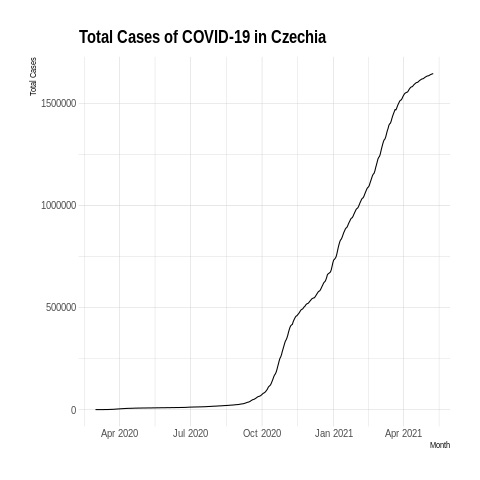 Total Cases of COVID-19 in Czechia
Total Cases
1500000
1000000
500000
0
Apr 2020 Jul 2020 Oct 2020 Jan 2021 Apr 2021
Month